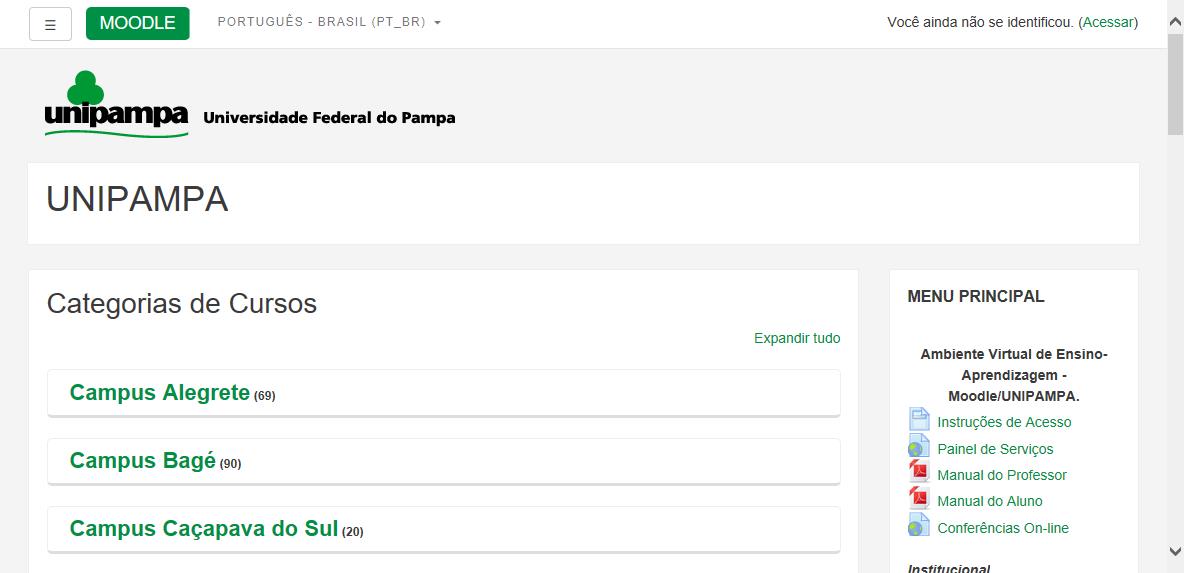 MOODLE
PORTUGUÊS - BRASIL (PT_BR)
Você ainda não se identificou. (Acessar)
unipampa
Universidade Federal do Pampa
UNIPAMPA
Categorias de Cursos
Expandir tudo
Campus Alegrete (69)
Campus Bagé (90)
Campus Caçapava do Sul (20)
MENU PRINCIPAL
Ambiente Virtual de Ensino-
Aprendizagem -
Moodle/UNIPAMPA.
Instruções de Acesso
Painel de Serviços
Manual do Professor
Manual do Aluno
Conferências On-line
Institucional